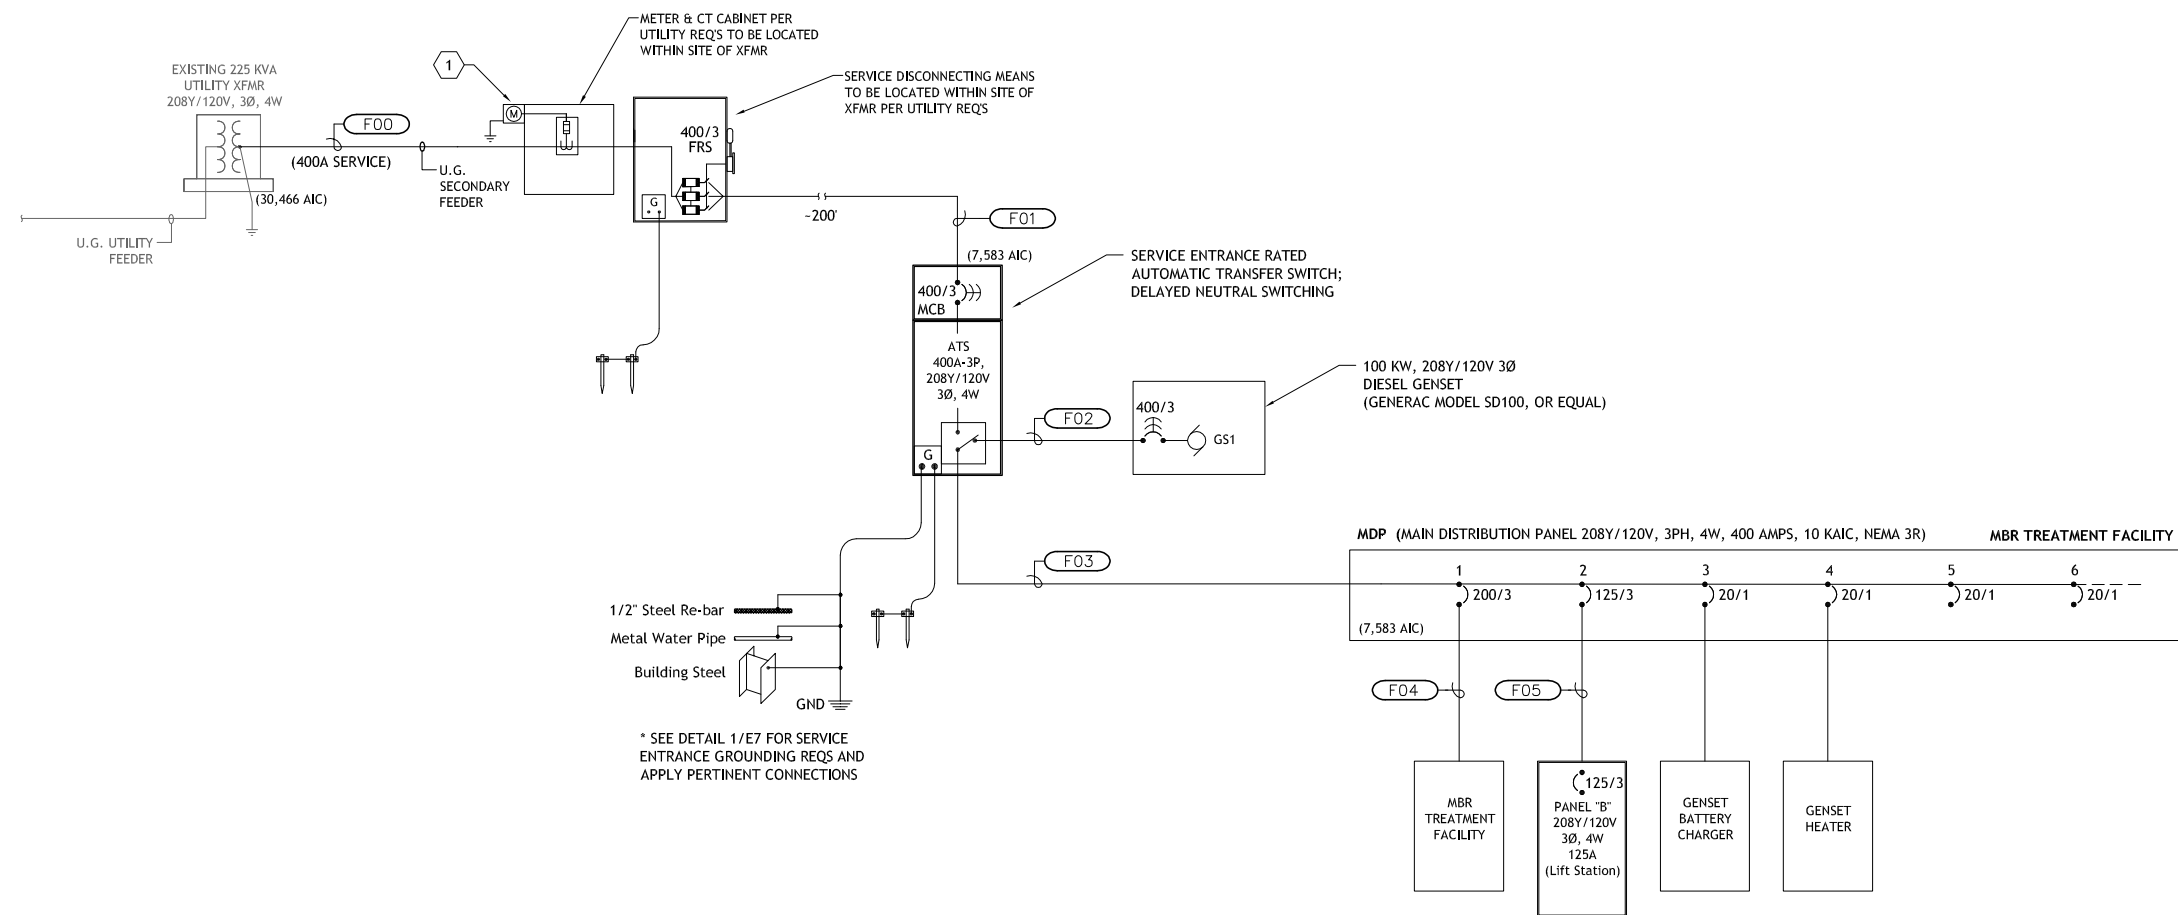 METER & CT CABINET PER
UTILITY REQ'S TO BE LOCATED
WITHIN SITE OF XFMR
1
EXISTING 225 KVA
UTILITY XFMR
208Y/120V, 3Ø, 4W
SERVICE DISCONNECTING MEANS
TO BE LOCATED WITHIN SITE OF
XFMR PER UTILITY REQ'S
F00
M
400/3
FRS
(400A SERVICE)
U.G.
SECONDARY
FEEDER
(30,466 AIC)
G
~200'
F01
U.G. UTILITY
FEEDER
(7,583 AIC)
SERVICE ENTRANCE RATED
AUTOMATIC TRANSFER SWITCH;
DELAYED NEUTRAL SWITCHING
400/3
MCB
ATS
400A-3P,
208Y/120V
3Ø, 4W
100 KW, 208Y/120V 3Ø
DIESEL GENSET
(GENERAC MODEL SD100, OR EQUAL)
F02
400/3
GS1
G
MDP (MAIN DISTRIBUTION PANEL 208Y/120V, 3PH, 4W, 400 AMPS, 10 KAIC, NEMA 3R)
MBR TREATMENT FACILITY
F03
1
2
3
4
5
6
200/3
125/3
20/1
20/1
20/1
20/1
(7,583 AIC)
1/2" Steel Re-bar
Metal Water Pipe
Building Steel
GND
* SEE DETAIL 1/E7 FOR SERVICE
ENTRANCE GROUNDING REQS AND
APPLY PERTINENT CONNECTIONS
F04
F05
MBR
TREATMENT
FACILITY
125/3
PANEL "B"
208Y/120V
3Ø, 4W
125A
(Lift Station)
GENSET
BATTERY
CHARGER
GENSET
HEATER